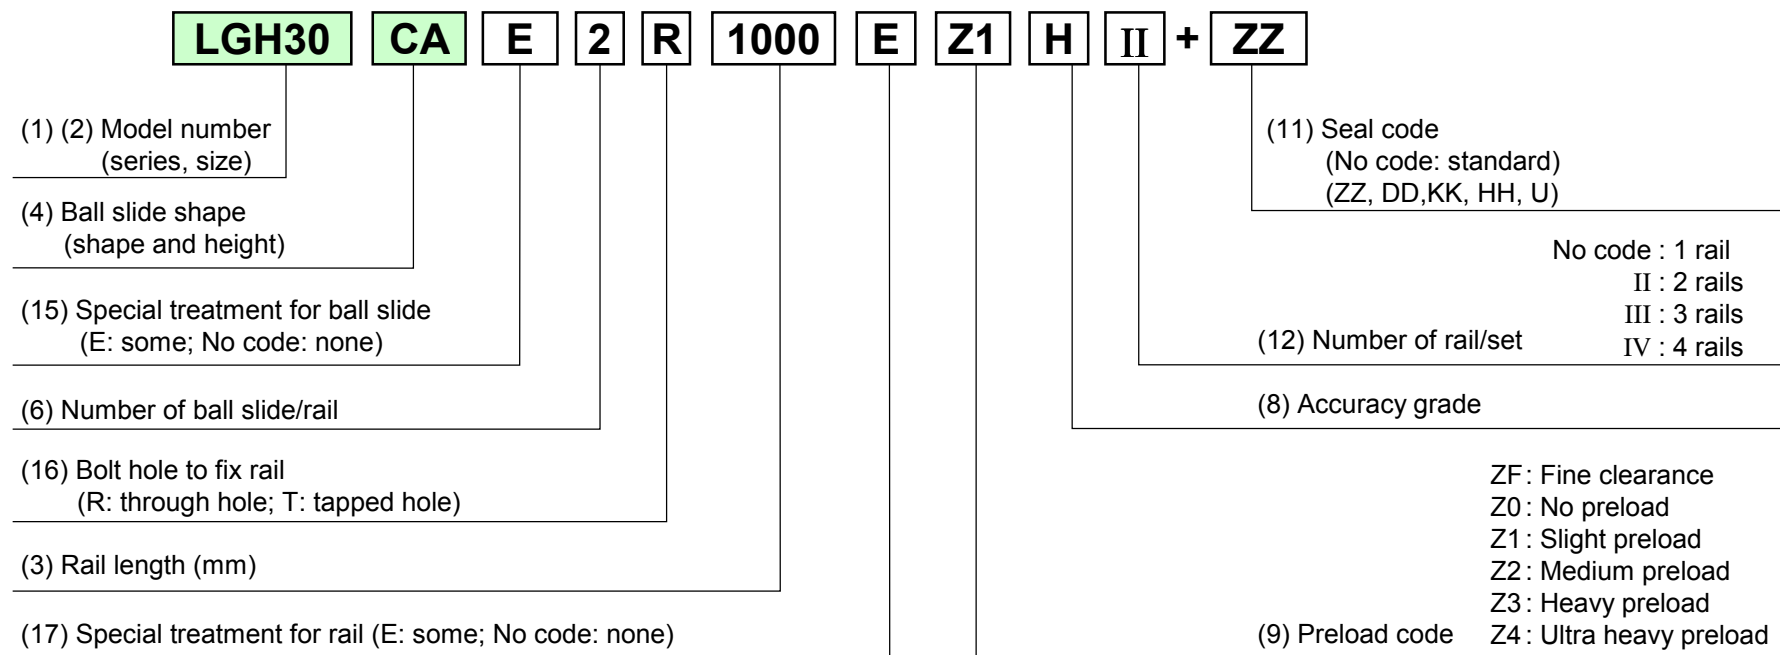 LGH30 CA E 2 R 1000 E Z1 H II + ZZ
(1) (2) Model number
(series, size)
(4) Ball slide shape
(shape and height)
(15) Special treatment for ball slide
(E: some; No code: none)
(6) Number of ball slide/rail
(16) Bolt hole to fix rail
(R: through hole; T: tapped hole)
(3) Rail length (mm)
(17) Special treatment for rail (E: some; No code: none)
(11) Seal code
(No code: standard)
(ZZ, DD,KK, HH, U)
No code : 1 rail
II : 2 rails
III : 3 rails
(12) Number of rail/set
IV : 4 rails
(8) Accuracy grade
ZF : Fine clearance
Z0 : No preload
Z1 : Slight preload
Z2 : Medium preload
Z3 : Heavy preload
(9) Preload code
Z4 : Ultra heavy preload